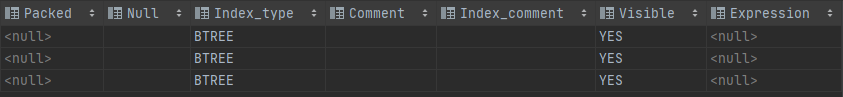 Packed Null Index_type Comment Index_comment Visible Expression
<null> BTREE YES <null>
<null> BTREE YES <null>
<null> BTREE YES <null>